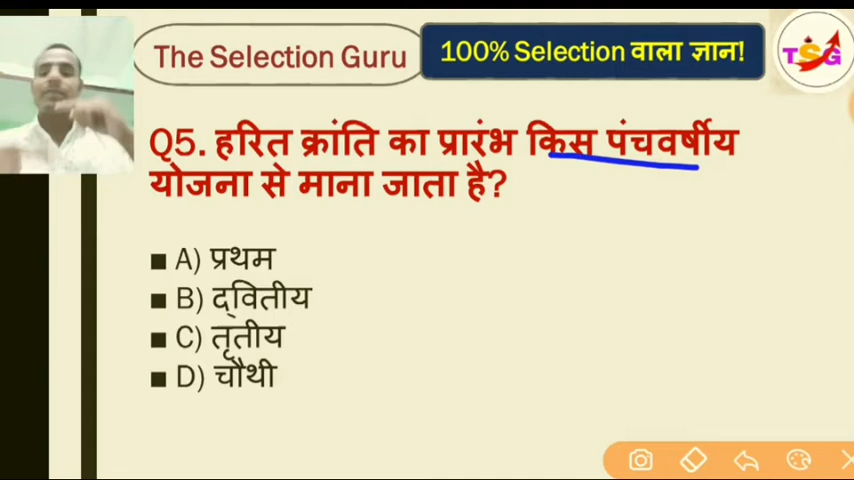 The Selection Guru
100% Selection वाला ज्ञान!
TSG
Q5. हरित क्रांति का प्रारंभ किस पंचवर्षीय
योजना से माना जाता है?
A) प्रथम
B) द्वितीय
C) तृतीय
D) चौथी